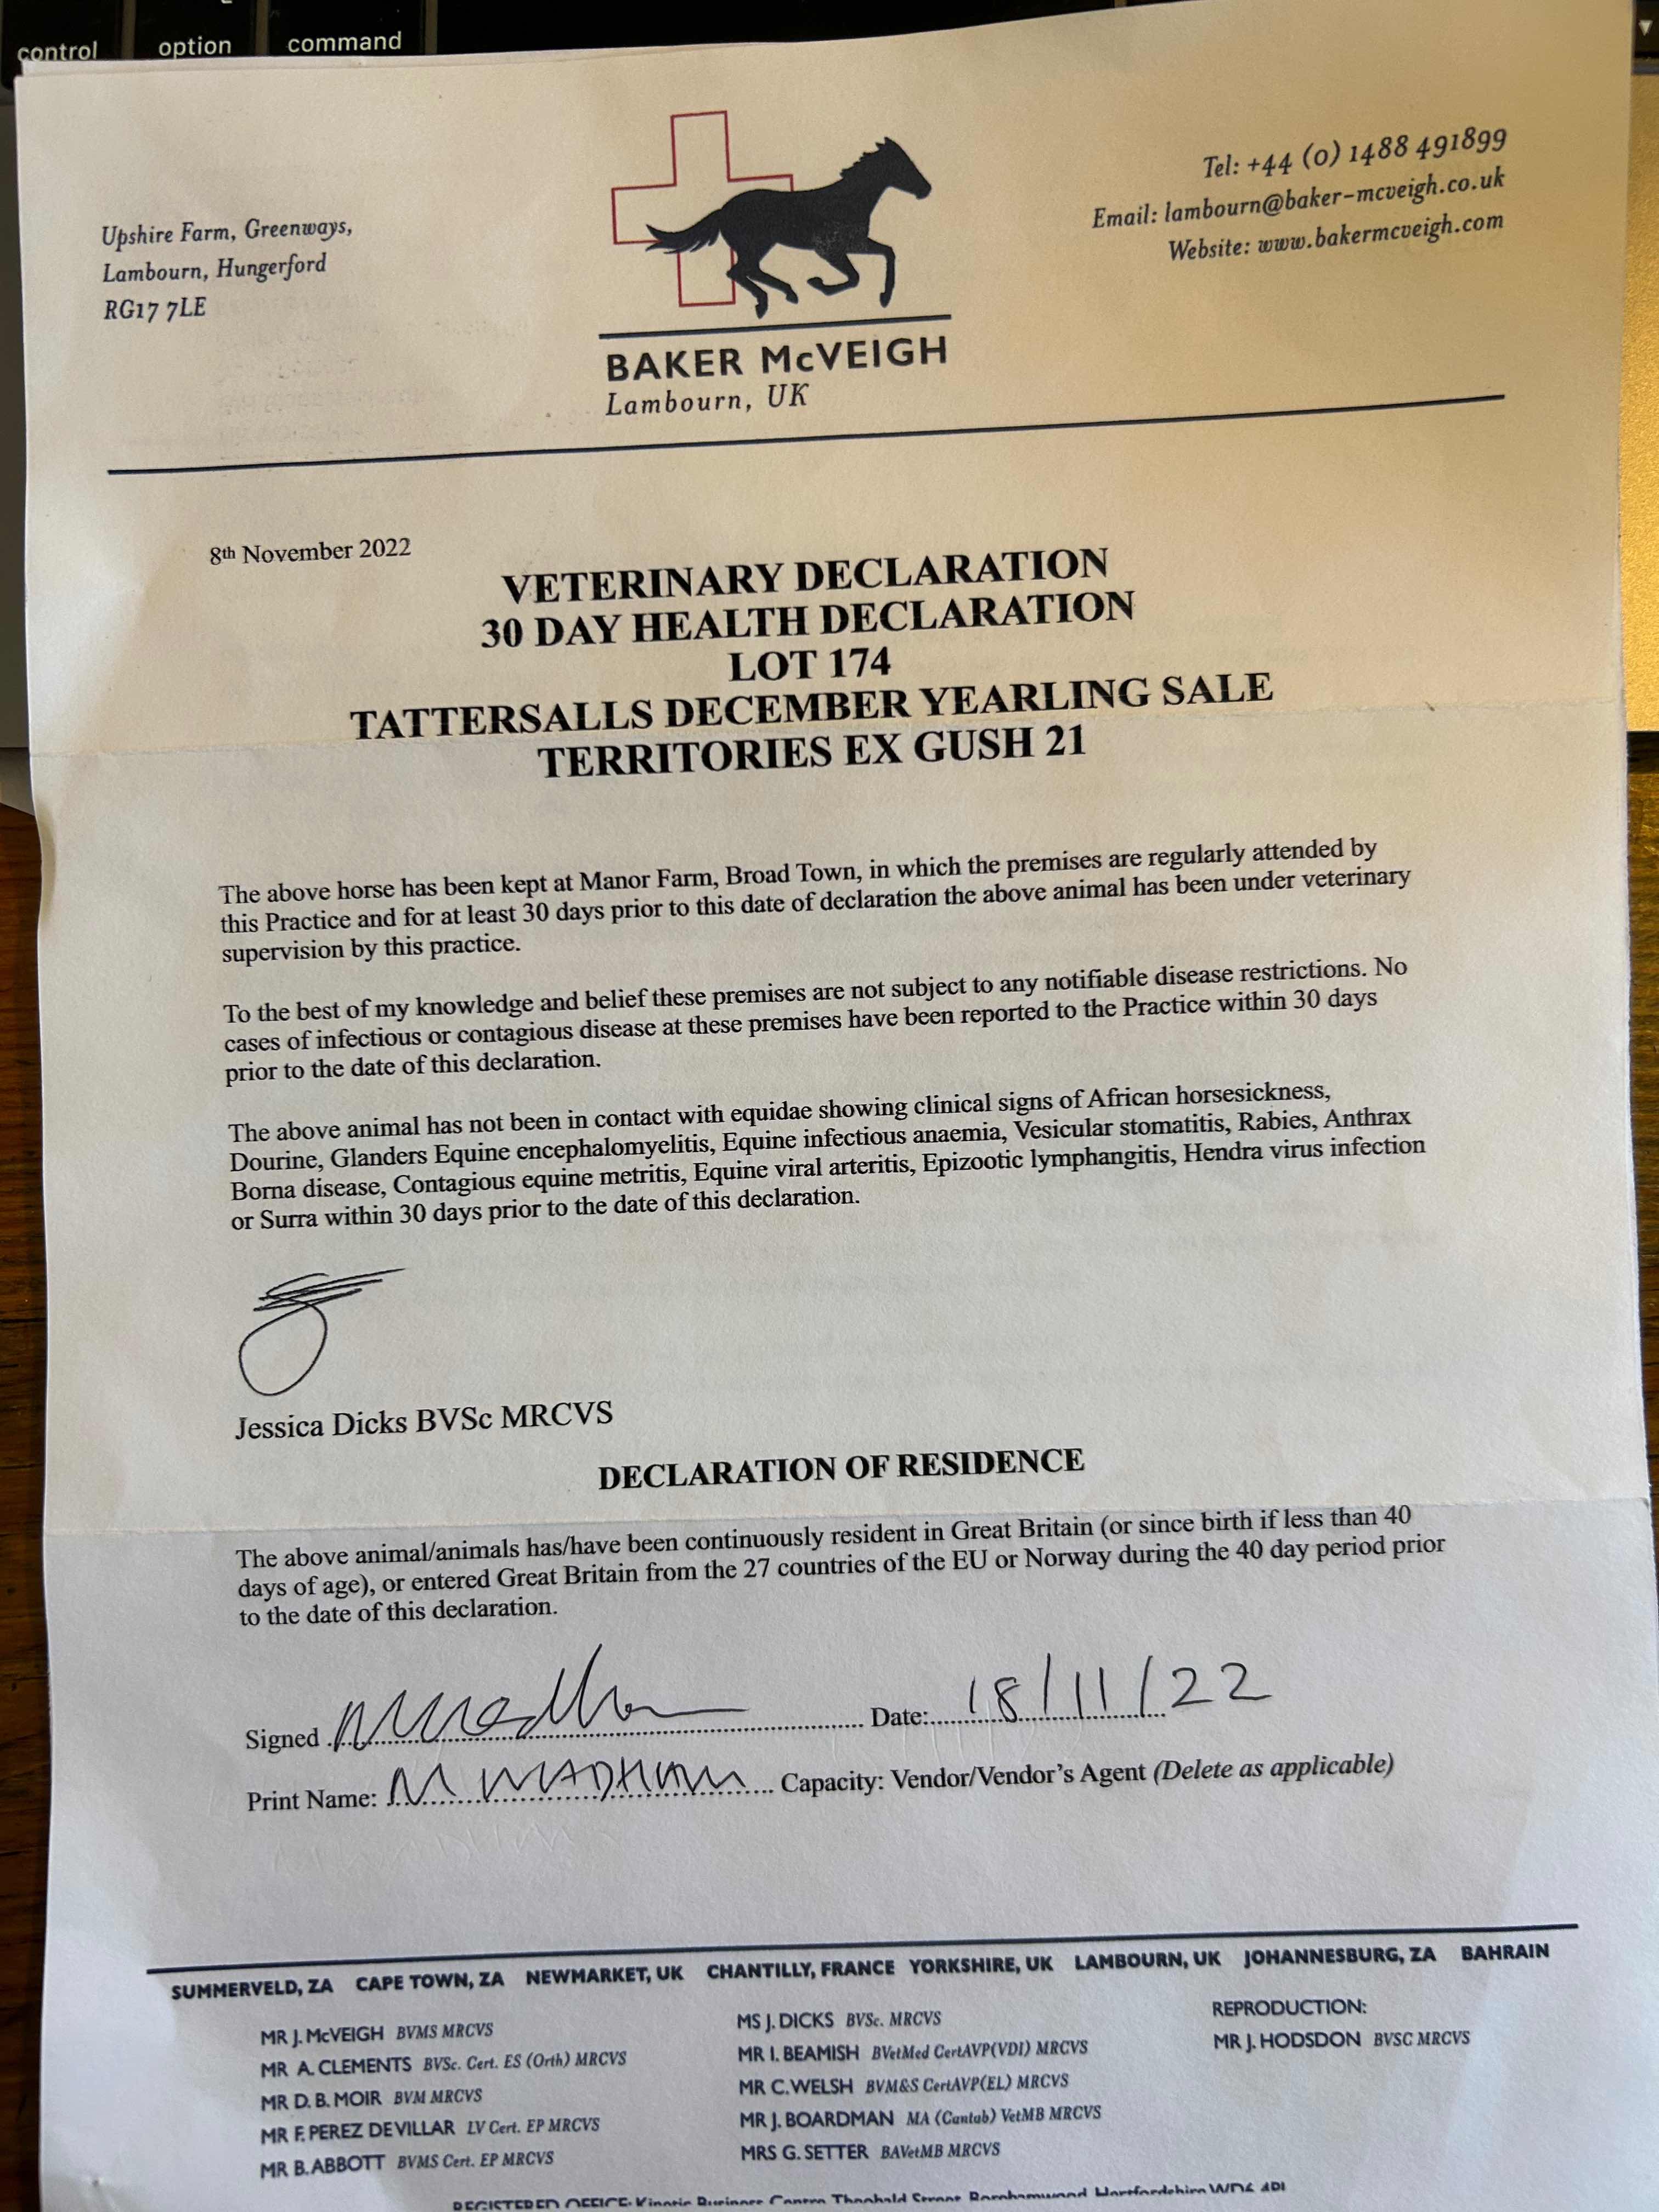 control option command
Upshire Farm, Greenways,
Lambourn, Hungerford
RG17 7LE
BAKER McVEIGH
Lambourn, UK
Tel: +44 (0) 1488 491899
Email: lambourn@baker-mcveigh.co.uk
Website: www.bakermcveigh.com
8th November 2022
VETERINARY DECLARATION
30 DAY HEALTH DECLARATION
LOT 174
TATTERSALLS DECEMBER YEARLING SALE
TERRITORIES EX GUSH 21
The above horse has been kept at Manor Farm, Broad Town, in which the premises are regularly attended by
this Practice and for at least 30 days prior to this date of declaration the above animal has been under veterinary
supervision by this practice.
To the best of my knowledge and belief these premises are not subject to any notifiable disease restrictions. No
cases of infectious or contagious disease at these premises have been reported to the Practice within 30 days
prior to the date of this declaration.
The above animal has not been in contact with equidae showing clinical signs of African horsesickness,
Dourine, Glanders Equine encephalomyelitis, Equine infectious anaemia, Vesicular stomatitis, Rabies, Anthrax
Borna disease, Contagious equine metritis, Equine viral arteritis, Epizootic lymphangitis, Hendra virus infection
or Surra within 30 days prior to the date of this declaration.
Jessica Dicks BVSc MRCVS
DECLARATION OF RESIDENCE
The above animal/animals has/have been continuously resident in Great Britain (or since birth if less than 40
days of age), or entered Great Britain from the 27 countries of the EU or Norway during the 40 day period prior
to the date of this declaration.
Signed Date: 18/11/22
Print Name: M WADHAM Capacity: Vendor/Vendor's Agent (Delete as applicable)
SUMMERVELD, ZA CAPE TOWN, ZA NEWMARKET, UK CHANTILLY, FRANCE YORKSHIRE, UK LAMBOURN, UK JOHANNESBURG, ZA BAHRAIN
MR J. McVEIGH BVMS MRCVS
MR A. CLEMENTS BVSc. Cert. ES (Orth) MRCVS
MR D. B. MOIR BVM MRCVS
MR F. PEREZ DE VILLAR LV Cert. EP MRCVS
MR B. ABBOTT BVMS Cert. EP MRCVS
MS J. DICKS BVSc. MRCVS
MR I. BEAMISH BVetMed CertAVP(VDI) MRCVS
MR C. WELSH BVM&S CertAVP(EL) MRCVS
MR J. BOARDMAN MA (Cantab) VetMB MRCVS
MRS G. SETTER BAVetMB MRCVS
REPRODUCTION:
MR J. HODSDON BVSC MRCVS
REGISTERED OFFICE: Kinetic Business Centre Theobald Street Borehamwood Hertfordshire WD6